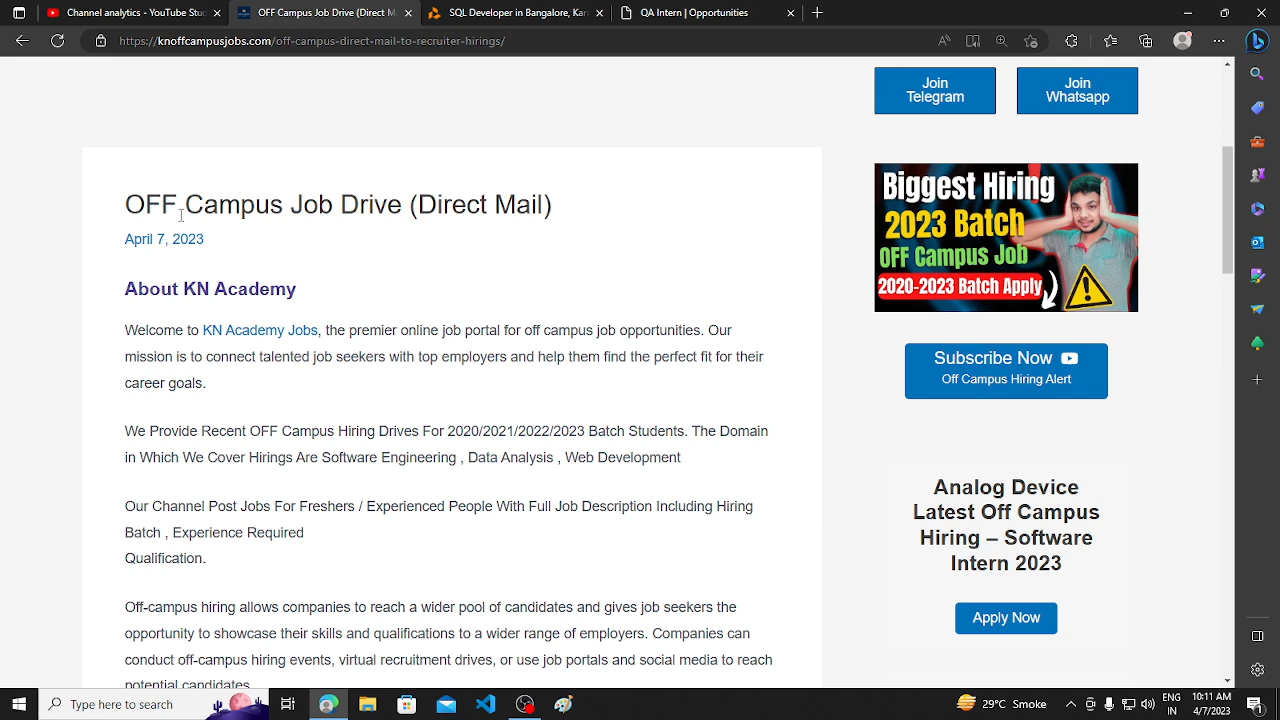 Channel analytics - YouTube Stu
OFF Campus Job Drive (Direct Ma
SQL Developer in Bangalore, Kar
QA Intern | Opportunities
https://knoffcampusjobs.com/off-campus-direct-mail-to-recruiter-hirings/
Join
Telegram
Join
Whatsapp
OFF Campus Job Drive (Direct Mail)
April 7, 2023
About KN Academy
Welcome to KN Academy Jobs, the premier online job portal for off campus job opportunities. Our
mission is to connect talented job seekers with top employers and help them find the perfect fit for their
career goals.
We Provide Recent OFF Campus Hiring Drives For 2020/2021/2022/2023 Batch Students. The Domain
in Which We Cover Hirings Are Software Engineering , Data Analysis , Web Development
Our Channel Post Jobs For Freshers / Experienced People With Full Job Description Including Hiring
Batch , Experience Required
Qualification.
Off-campus hiring allows companies to reach a wider pool of candidates and gives job seekers the
opportunity to showcase their skills and qualifications to a wider range of employers. Companies can
conduct off-campus hiring events, virtual recruitment drives, or use job portals and social media to reach
potential candidates
Biggest Hiring
2023 Batch
OFF Campus Job
2020-2023 Batch Apply
Subscribe Now
Off Campus Hiring Alert
Analog Device
Latest Off Campus
Hiring – Software
Intern 2023
Apply Now
Type here to search
29°C Smoke
ENG
IN
10:11 AM
4/7/2023
1